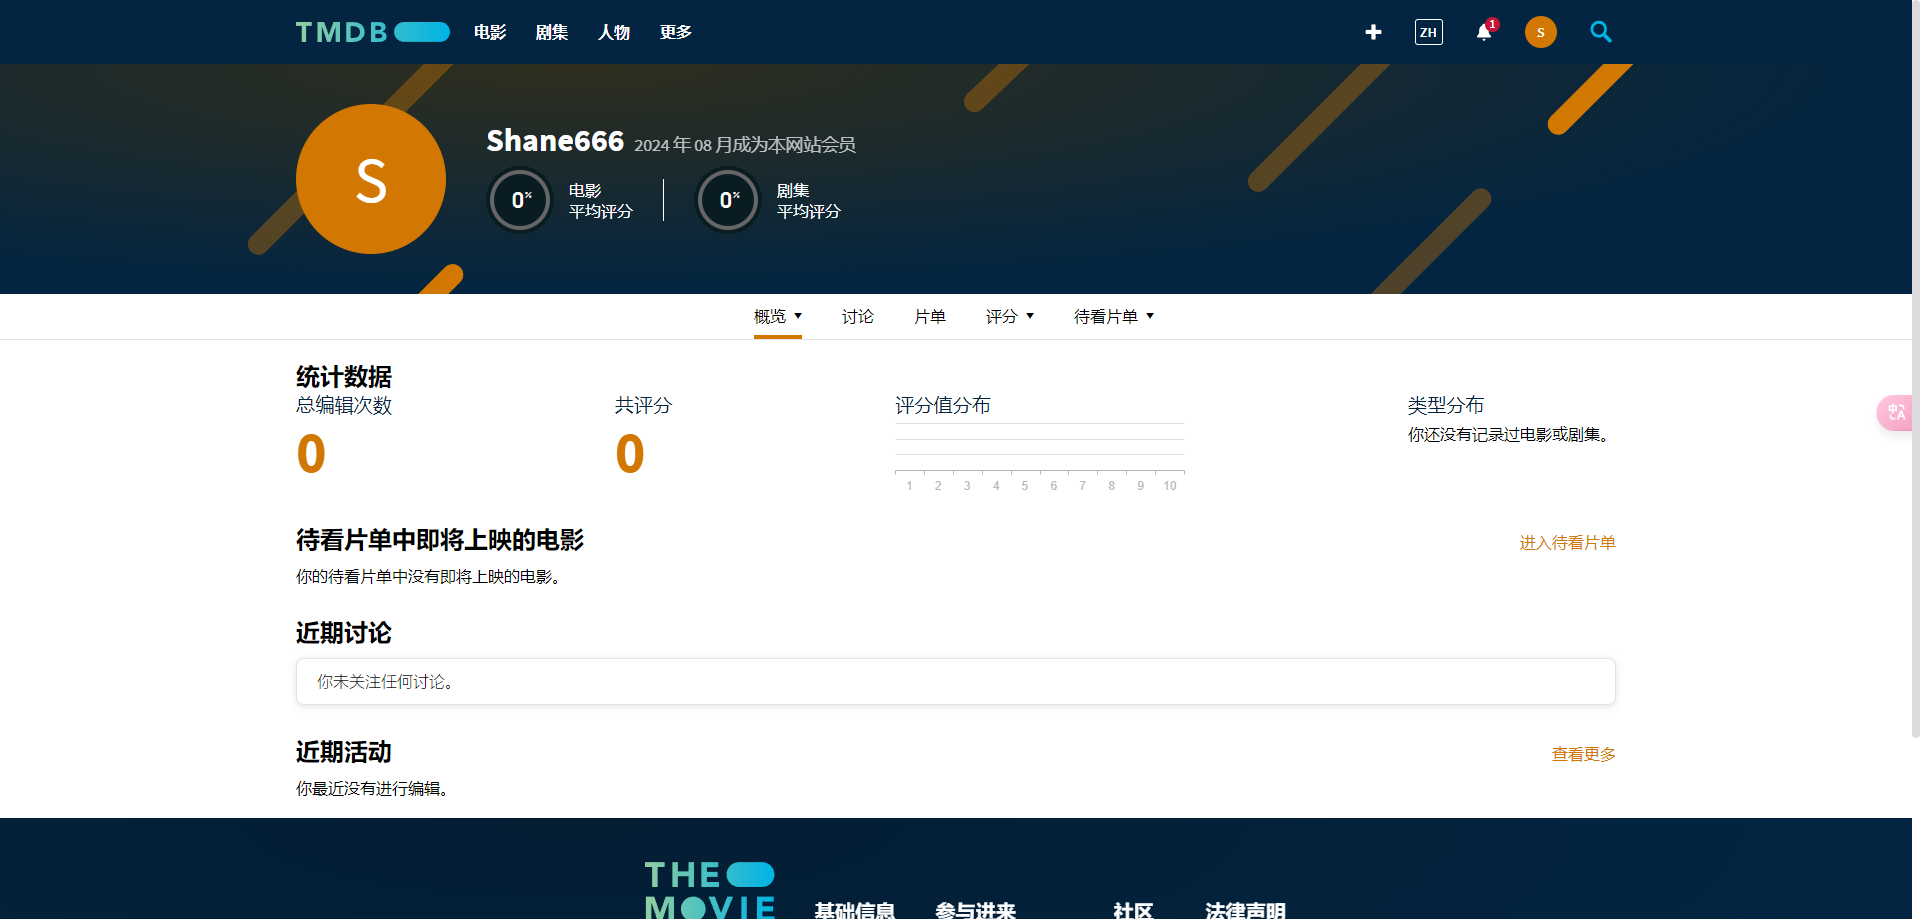 TMDB 电影 剧集 人物 更多 ZH 1 S
S
Shane666 2024 年 08 月成为本网站会员
0% 电影 平均评分 0% 剧集 平均评分
概览 讨论 片单 评分 待看片单
统计数据
总编辑次数 共评分 评分值分布 类型分布
0 0 你还没有记录过电影或剧集。
1 2 3 4 5 6 7 8 9 10
待看片单中即将上映的电影 进入待看片单
你的待看片单中没有即将上映的电影。
近期讨论
你未关注任何讨论。
近期活动 查看更多
你最近没有进行编辑。
THE
MOVIE 基础信息 参与进来 社区 法律声明